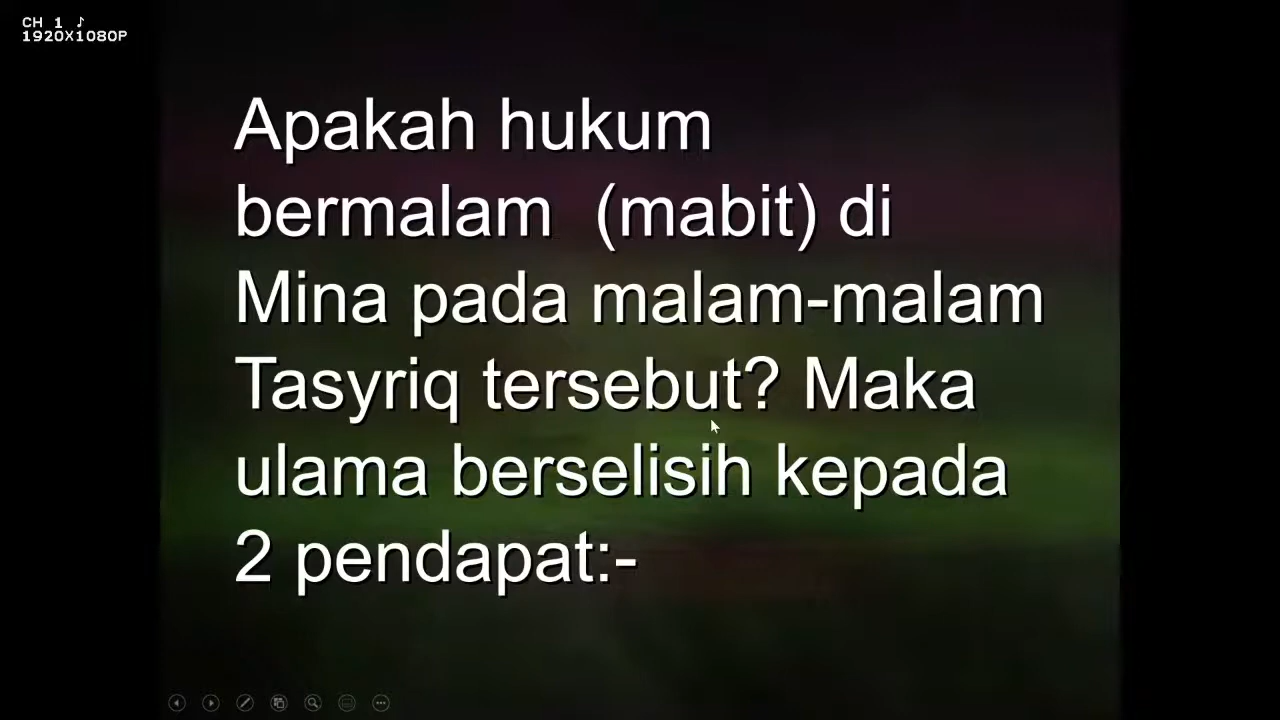 CH 1 ♪
1920X1080P
Apakah hukum
bermalam (mabit) di
Mina pada malam-malam
Tasyriq tersebut? Maka
ulama berselisih kepada
2 pendapat:-